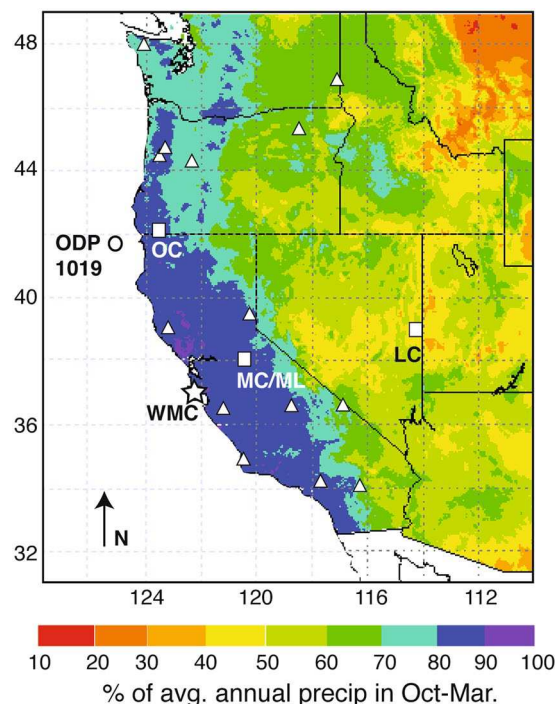 48
44
40
36
32
ODP
1019
OC
LC
MC/ML
WMC
N
124 120 116 112
10 20 30 40 50 60 70 80 90 100
% of avg. annual precip in Oct-Mar.